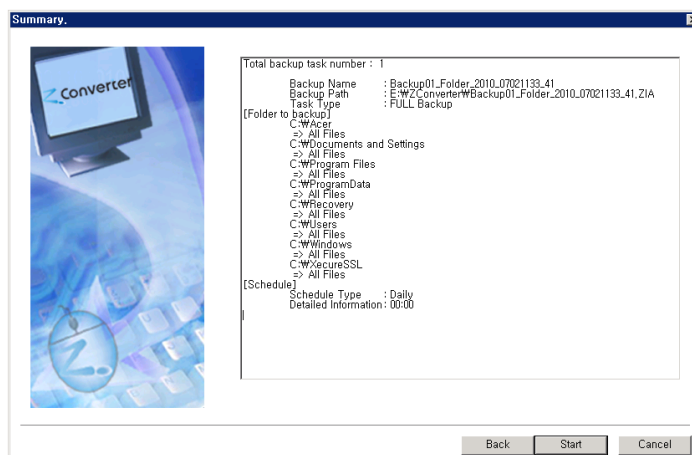 Summary.
Z Converter
Total backup task number : 1
Backup Name : Backup01_Folder_2010_07021133_41
Backup Path : E:₩ZConverter₩Backup01_Folder_2010_07021133_41.ZIA
Task Type : FULL Backup
[Folder to backup]
C:₩Acer
=> All Files
C:₩Documents and Settings
=> All Files
C:₩Program Files
=> All Files
C:₩ProgramData
=> All Files
C:₩Recovery
=> All Files
C:₩Users
=> All Files
C:₩Windows
=> All Files
C:₩XecureSSL
=> All Files
[Schedule]
Schedule Type : Daily
Detailed Information : 00:00
Z.
Back Start Cancel